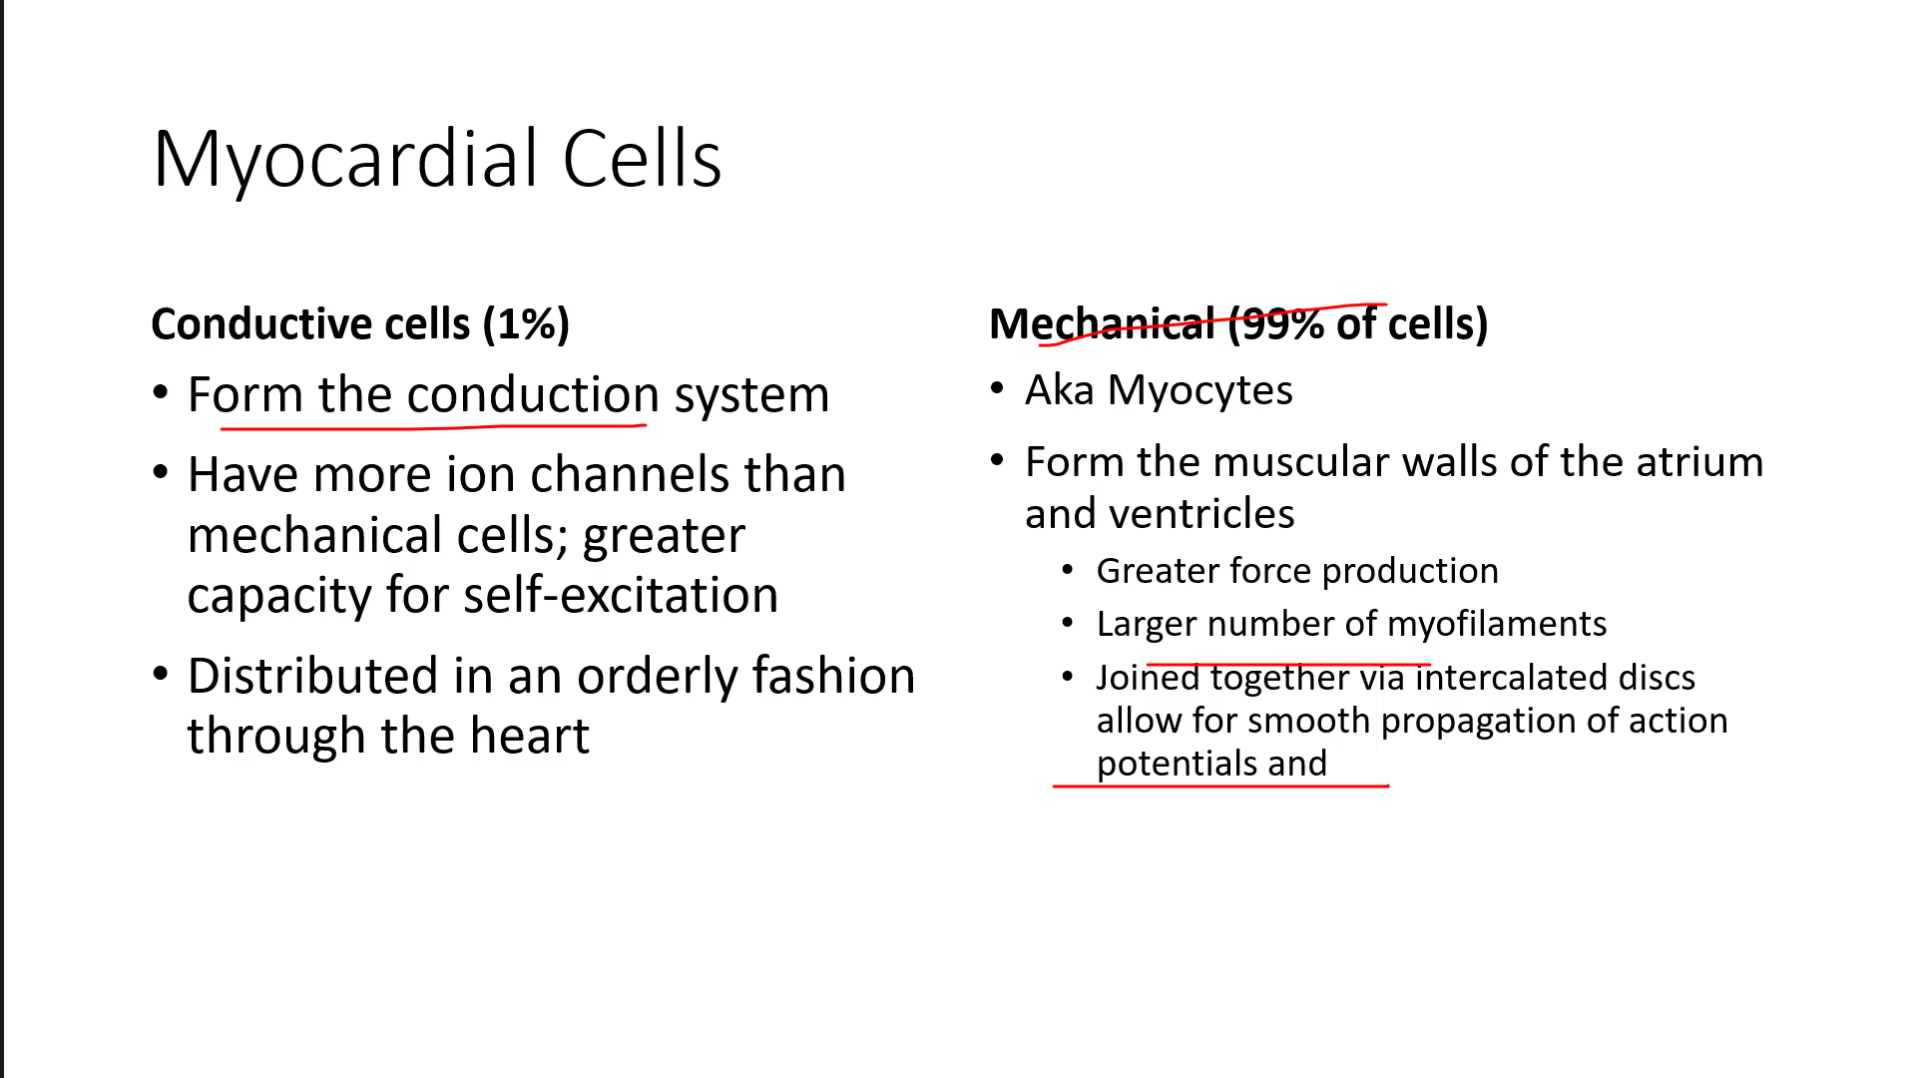 Myocardial Cells
Conductive cells (1%)
• Form the conduction system
• Have more ion channels than
mechanical cells; greater
capacity for self-excitation
• Distributed in an orderly fashion
through the heart
Mechanical (99% of cells)
• Aka Myocytes
• Form the muscular walls of the atrium
and ventricles
• Greater force production
• Larger number of myofilaments
• Joined together via intercalated discs
allow for smooth propagation of action
potentials and